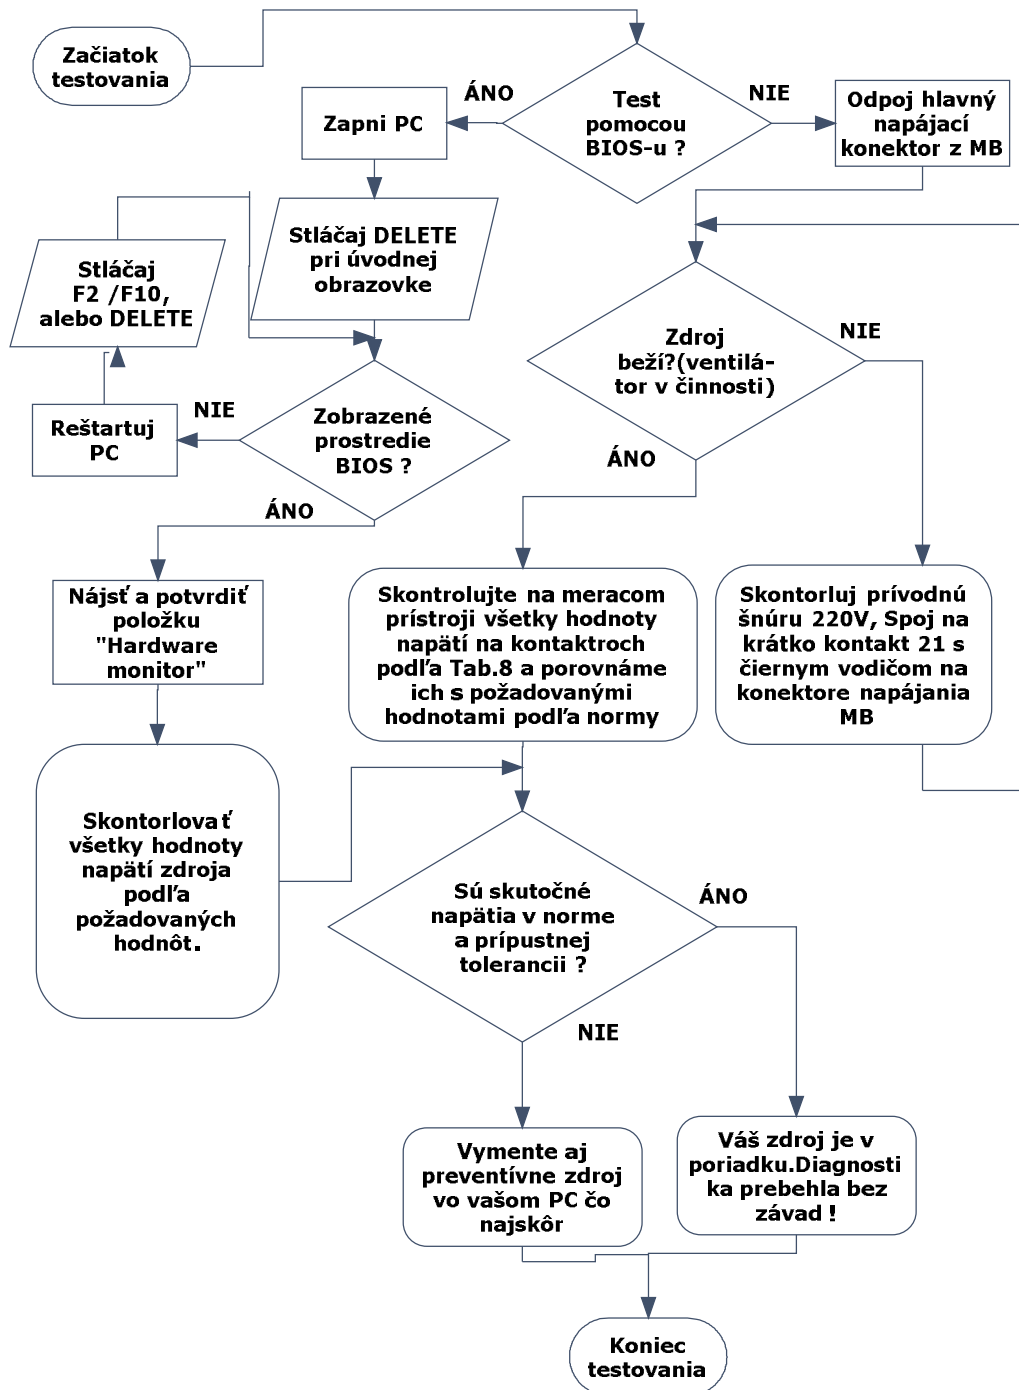 Začiatok
testovania
ÁNO
Test
pomocou
BIOS-u ?
NIE
Zapni PC
Odpoj hlavný
napájací
konektor z MB
Stláčaj DELETE
pri úvodnej
obrazovke
Stláčaj
F2 /F10,
alebo DELETE
Zdroj
beží?(ventilá-
tor v činnosti)
NIE
ÁNO
Reštartuj
PC
NIE
Zobrazené
prostredie
BIOS ?
ÁNO
Nájsť a potvrdiť
položku
"Hardware
monitor"
Skontrolujte na meracom
prístroji všetky hodnoty
napätí na kontaktroch
podľa Tab.8 a porovnáme
ich s požadovanými
hodnotami podľa normy
Skontorluj prívodnú
šnúru 220V, Spoj na
krátko kontakt 21 s
čiernym vodičom na
konektore napájania
MB
Skontorlovať
všetky hodnoty
napätí zdroja
podľa
požadovaných
hodnôt.
Sú skutočné
napätia v norme
a prípustnej
tolerancii ?
ÁNO
NIE
Vymente aj
preventívne zdroj
vo vašom PC čo
najskôr
Váš zdroj je v
poriadku.Diagnosti
ka prebehla bez
závad !
Koniec
testovania